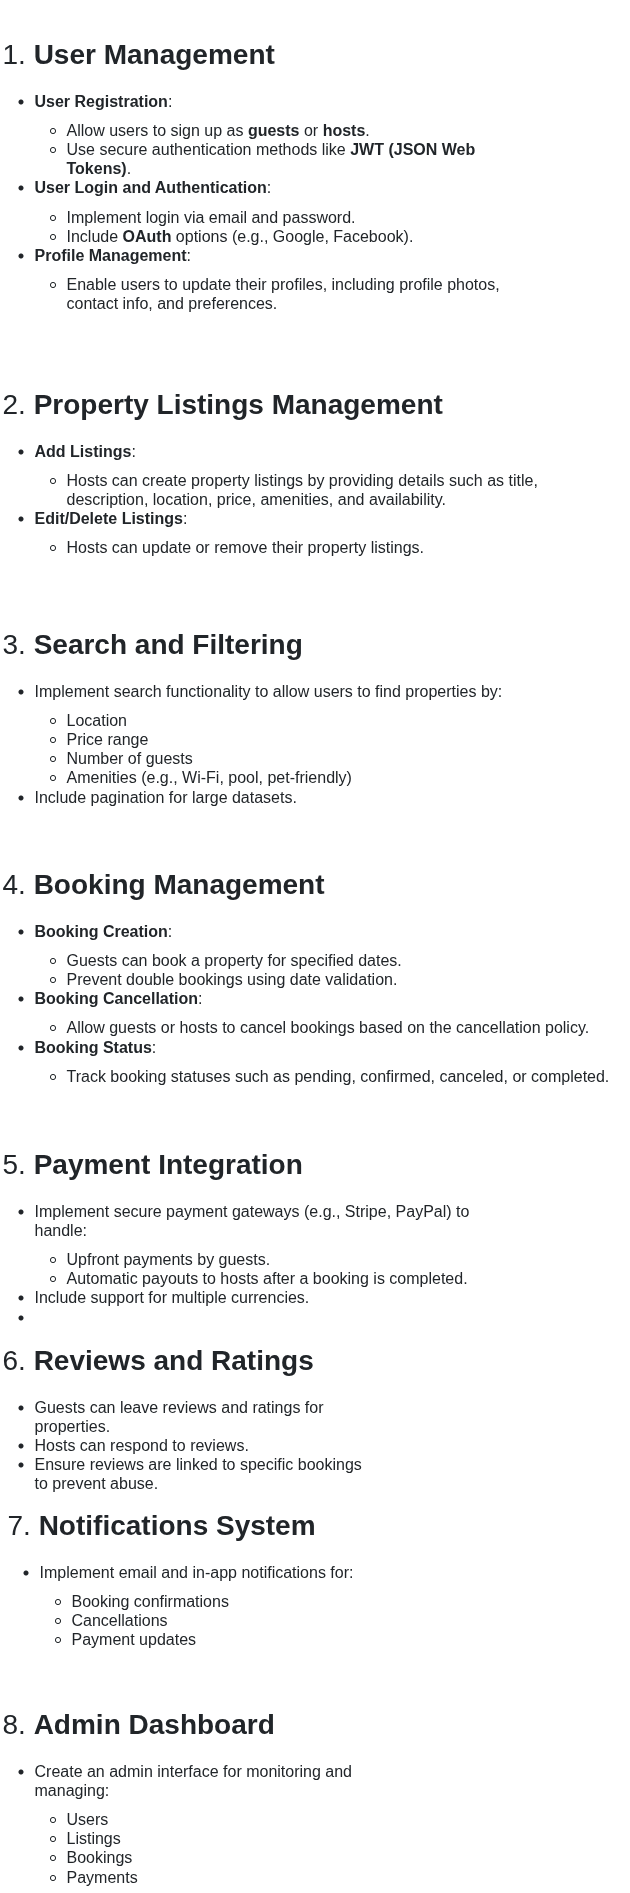 1. User Management
• User Registration:
○ Allow users to sign up as guests or hosts.
○ Use secure authentication methods like JWT (JSON Web
Tokens).
• User Login and Authentication:
○ Implement login via email and password.
○ Include OAuth options (e.g., Google, Facebook).
• Profile Management:
○ Enable users to update their profiles, including profile photos,
contact info, and preferences.
2. Property Listings Management
• Add Listings:
○ Hosts can create property listings by providing details such as title,
description, location, price, amenities, and availability.
• Edit/Delete Listings:
○ Hosts can update or remove their property listings.
3. Search and Filtering
• Implement search functionality to allow users to find properties by:
○ Location
○ Price range
○ Number of guests
○ Amenities (e.g., Wi-Fi, pool, pet-friendly)
• Include pagination for large datasets.
4. Booking Management
• Booking Creation:
○ Guests can book a property for specified dates.
○ Prevent double bookings using date validation.
• Booking Cancellation:
○ Allow guests or hosts to cancel bookings based on the cancellation policy.
• Booking Status:
○ Track booking statuses such as pending, confirmed, canceled, or completed.
5. Payment Integration
• Implement secure payment gateways (e.g., Stripe, PayPal) to
handle:
○ Upfront payments by guests.
○ Automatic payouts to hosts after a booking is completed.
• Include support for multiple currencies.
•
6. Reviews and Ratings
• Guests can leave reviews and ratings for
properties.
• Hosts can respond to reviews.
• Ensure reviews are linked to specific bookings
to prevent abuse.
7. Notifications System
• Implement email and in-app notifications for:
○ Booking confirmations
○ Cancellations
○ Payment updates
8. Admin Dashboard
• Create an admin interface for monitoring and
managing:
○ Users
○ Listings
○ Bookings
○ Payments